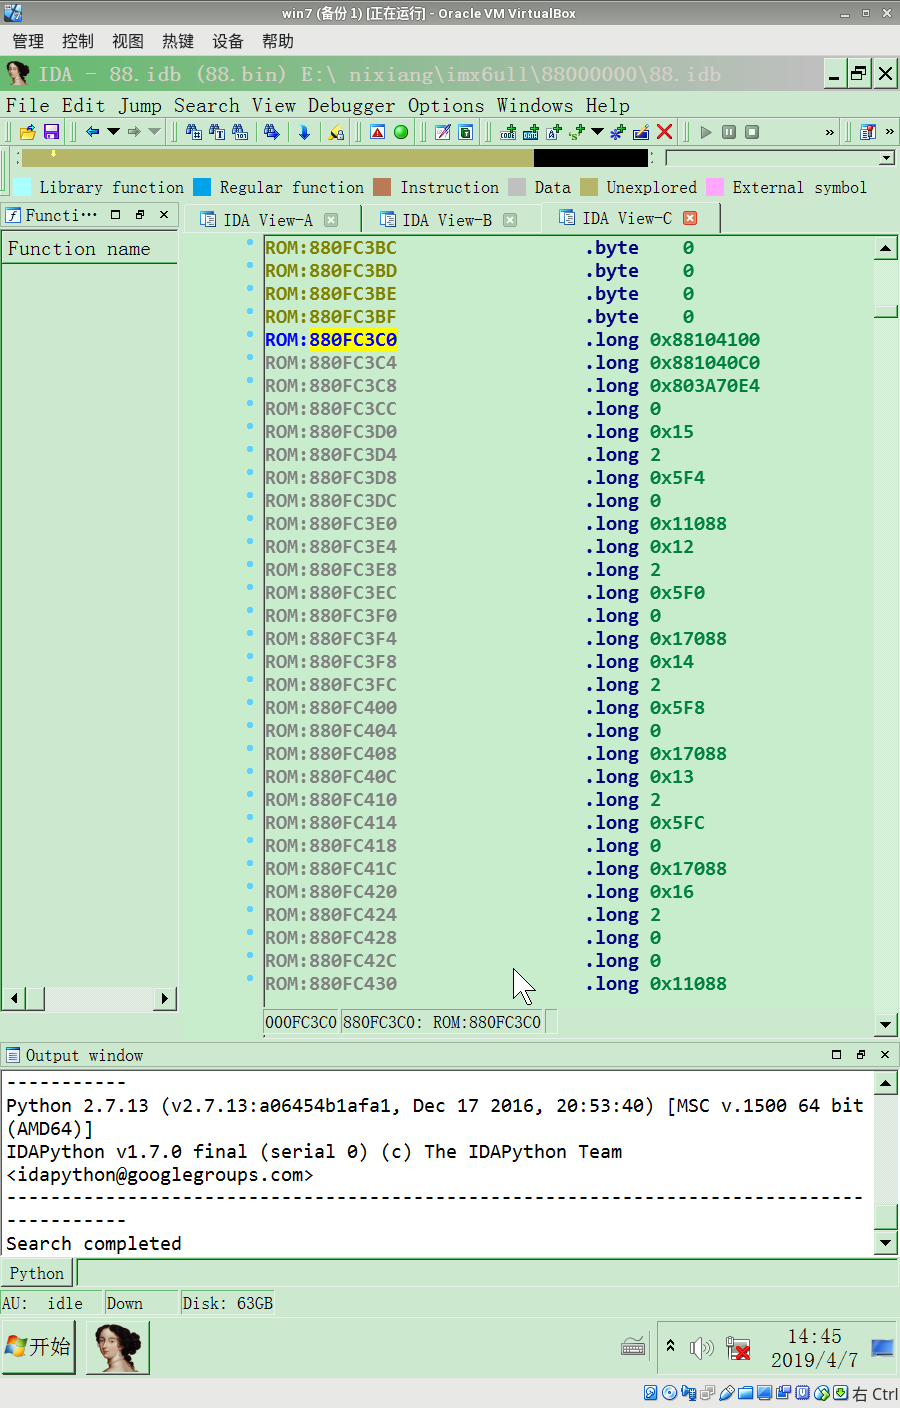 win7 (备份 1) [正在运行] - Oracle VM VirtualBox
管理 控制 视图 热键 设备 帮助
IDA - 88.idb (88.bin) E:\ nixiang\imx6ull\88000000\88.idb
File Edit Jump Search View Debugger Options Windows Help
Library function Regular function Instruction Data Unexplored External symbol
Functi… IDA View-A IDA View-B IDA View-C
Function name
ROM:880FC3BC .byte 0
ROM:880FC3BD .byte 0
ROM:880FC3BE .byte 0
ROM:880FC3BF .byte 0
ROM:880FC3C0 .long 0x88104100
ROM:880FC3C4 .long 0x881040C0
ROM:880FC3C8 .long 0x803A70E4
ROM:880FC3CC .long 0
ROM:880FC3D0 .long 0x15
ROM:880FC3D4 .long 2
ROM:880FC3D8 .long 0x5F4
ROM:880FC3DC .long 0
ROM:880FC3E0 .long 0x11088
ROM:880FC3E4 .long 0x12
ROM:880FC3E8 .long 2
ROM:880FC3EC .long 0x5F0
ROM:880FC3F0 .long 0
ROM:880FC3F4 .long 0x17088
ROM:880FC3F8 .long 0x14
ROM:880FC3FC .long 2
ROM:880FC400 .long 0x5F8
ROM:880FC404 .long 0
ROM:880FC408 .long 0x17088
ROM:880FC40C .long 0x13
ROM:880FC410 .long 2
ROM:880FC414 .long 0x5FC
ROM:880FC418 .long 0
ROM:880FC41C .long 0x17088
ROM:880FC420 .long 0x16
ROM:880FC424 .long 2
ROM:880FC428 .long 0
ROM:880FC42C .long 0
ROM:880FC430 .long 0x11088
000FC3C0 880FC3C0: ROM:880FC3C0
Output window
-----------
Python 2.7.13 (v2.7.13:a06454b1afa1, Dec 17 2016, 20:53:40) [MSC v.1500 64 bit
(AMD64)]
IDAPython v1.7.0 final (serial 0) (c) The IDAPython Team
<idapython@googlegroups.com>
------------------------------------------------------------------------------
-----------
Search completed
Python
AU: idle Down Disk: 63GB
开始 14:45
2019/4/7
右 Ctrl